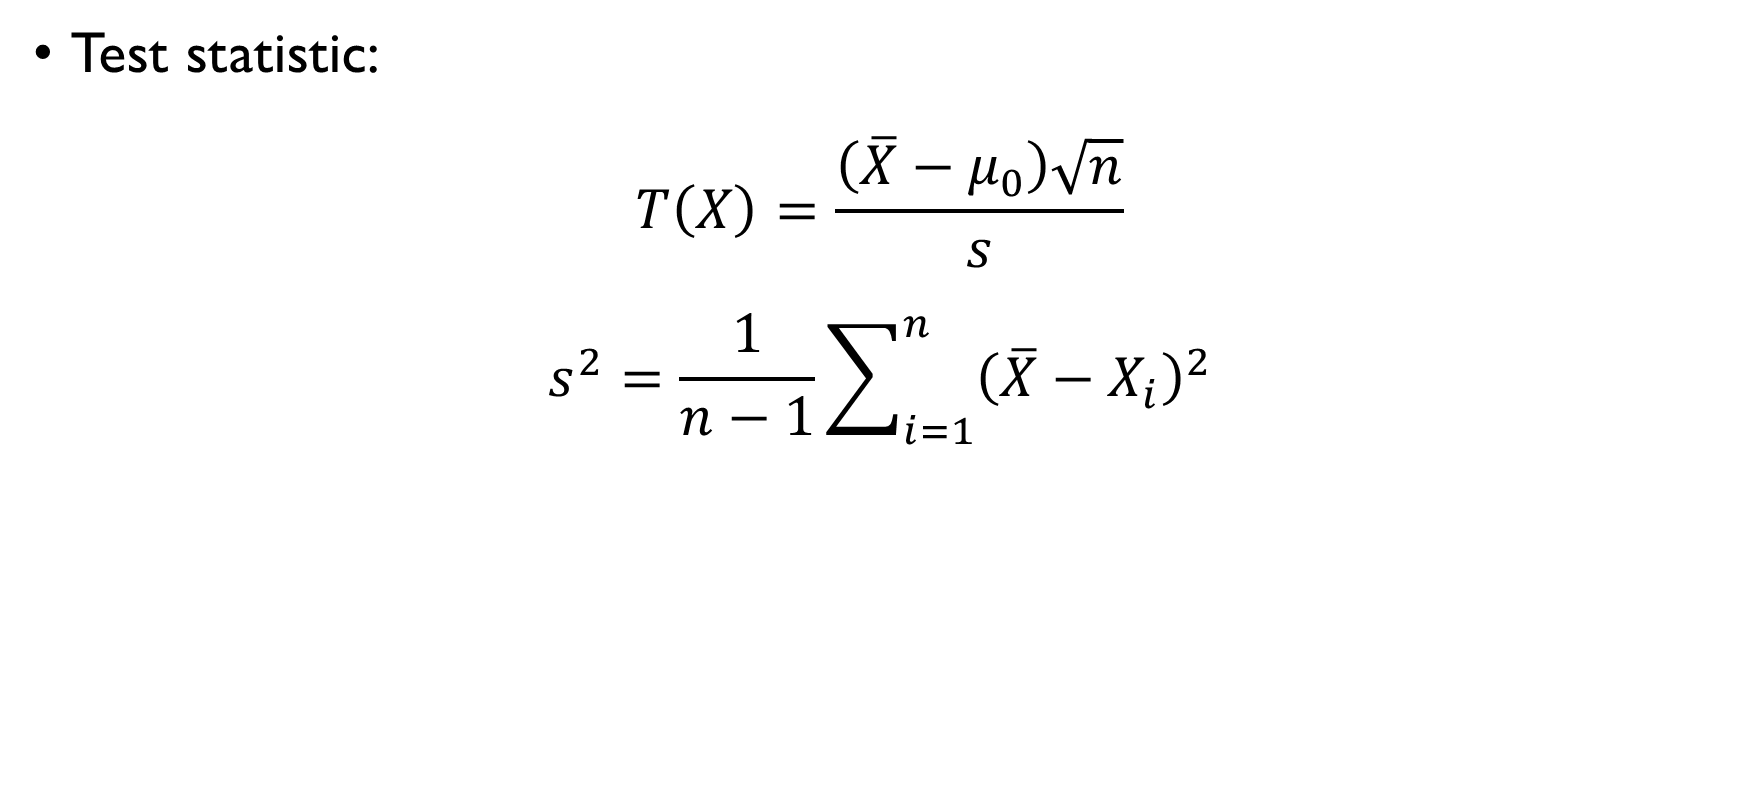 • Test statistic:
T(X) = (X̄ − μ₀)√n / s
s² = 1/(n − 1) ∑ᵢ₌₁ⁿ (X̄ − Xᵢ)²